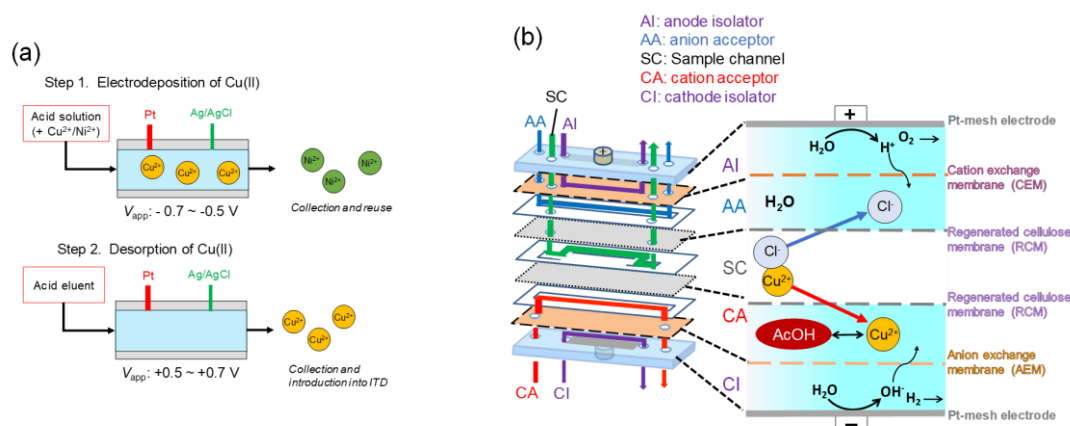 (a)
Step 1. Electrodeposition of Cu(II)
Acid solution
(+ Cu²⁺/Ni²⁺)
Pt
Ag/AgCl
Cu²⁺
Cu²⁺
Cu²⁺
Ni²⁺
Ni²⁺
Ni²⁺
Collection and reuse
Vapp: - 0.7 ~ -0.5 V
Step 2. Desorption of Cu(II)
Acid eluent
Pt
Ag/AgCl
Cu²⁺
Cu²⁺
Cu²⁺
Vapp: +0.5 ~ +0.7 V
Collection
and introduction into ITD
(b)
AI: anode isolator
AA: anion acceptor
SC: Sample channel
CA: cation acceptor
CI: cathode isolator
SC
AA
AI
CA
CI
AI
AA
SC
CA
CI
+
Pt-mesh electrode
H₂O
H⁺
O₂
Cation exchange
membrane (CEM)
H₂O
Cl⁻
Regenerated cellulose
membrane (RCM)
Cl⁻
Cu²⁺
Regenerated cellulose
membrane (RCM)
AcOH
Cu²⁺
Anion exchange
membrane (AEM)
H₂O
OH⁻
H₂
Pt-mesh electrode
−